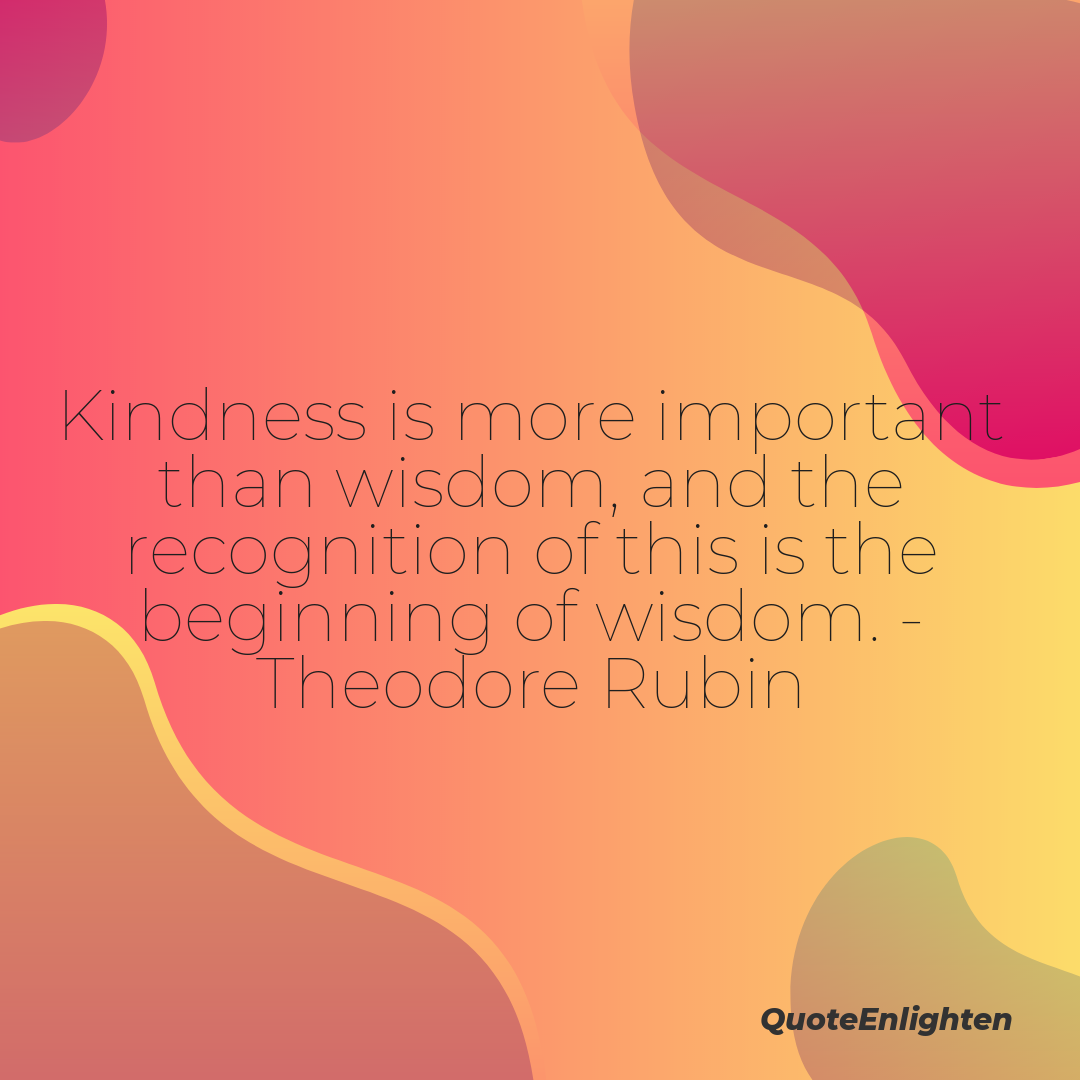 Kindness is more important
than wisdom, and the
recognition of this is the
beginning of wisdom. -
Theodore Rubin
QuoteEnlighten